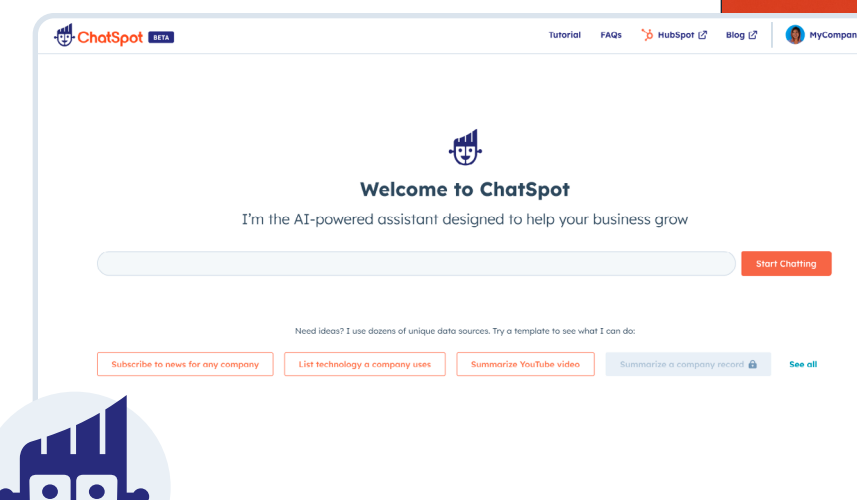 ChatSpot BETA
Tutorial FAQs HubSpot Blog MyCompan
Welcome to ChatSpot
I'm the AI-powered assistant designed to help your business grow
Start Chatting
Need ideas? I use dozens of unique data sources. Try a template to see what I can do:
Subscribe to news for any company List technology a company uses Summarize YouTube video Summarize a company record See all